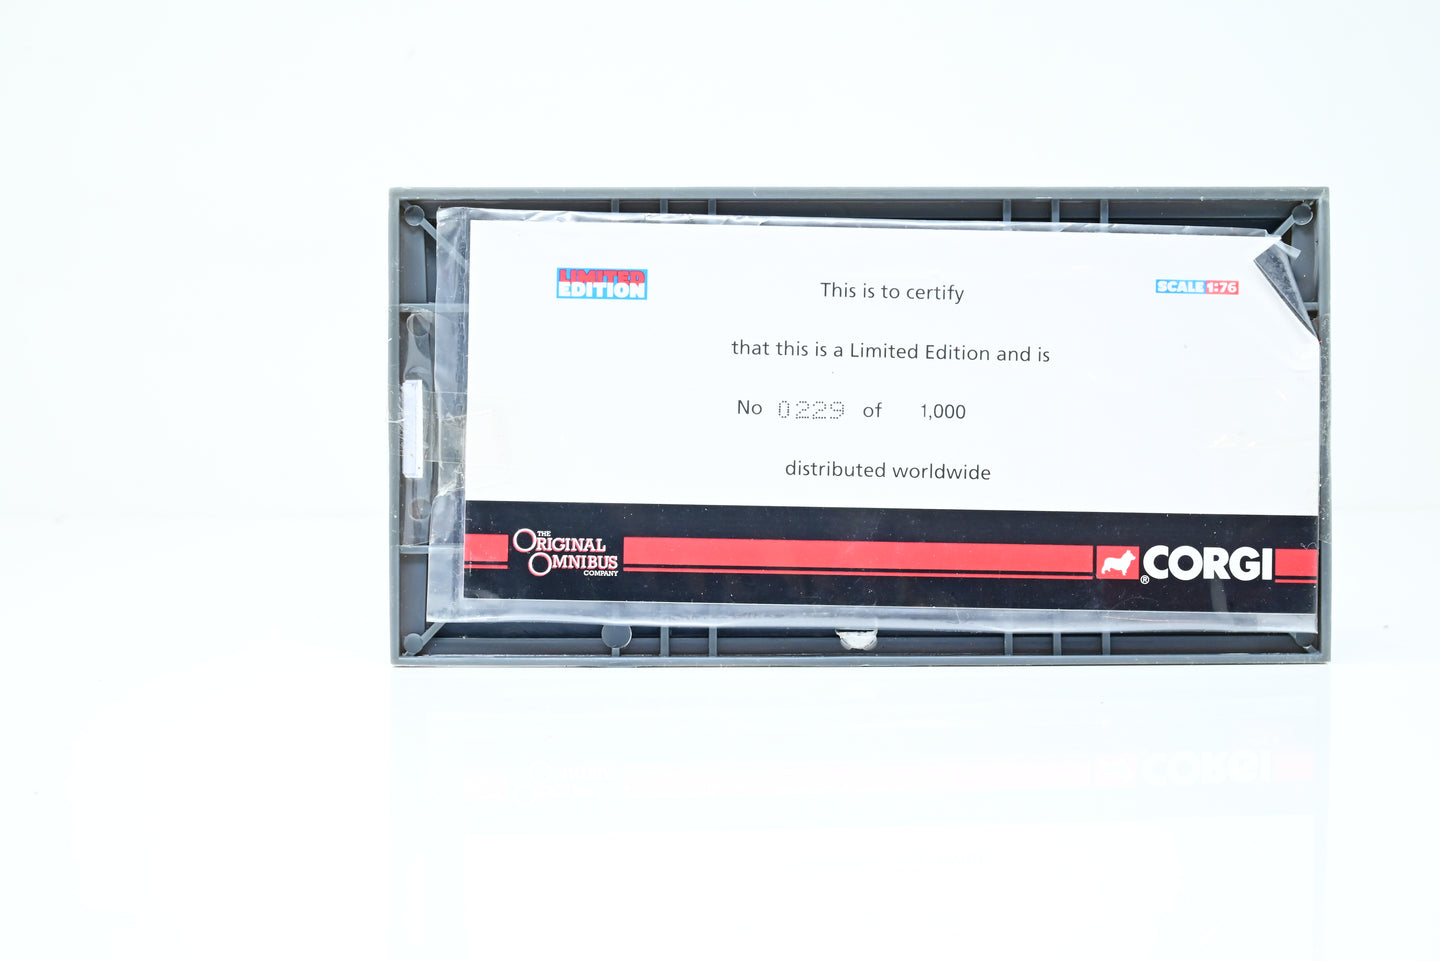 LIMITED
EDITION
This is to certify
SCALE 1:76
that this is a Limited Edition and is
No 0229 of 1,000
distributed worldwide
THE
ORIGINAL
OMNIBUS
COMPANY
® CORGI